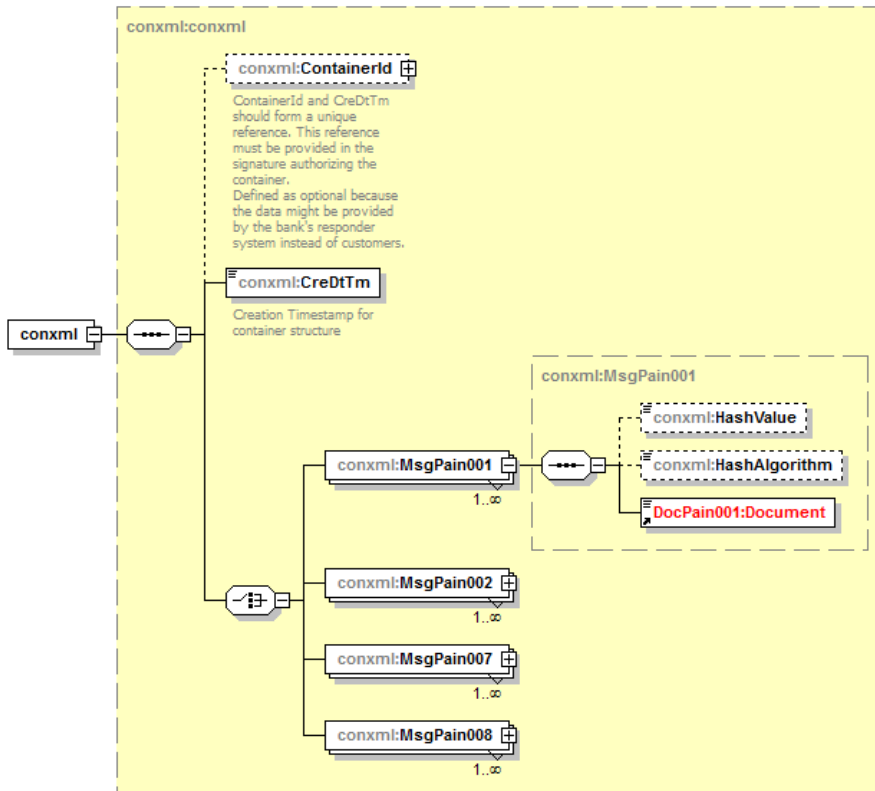 conxml:conxml
conxml:ContainerId
ContainerId and CreDtTm
should form a unique
reference. This reference
must be provided in the
signature authorizing the
container.
Defined as optional because
the data might be provided
by the bank's responder
system instead of customers.
conxml:CreDtTm
Creation Timestamp for
container structure
conxml
conxml:MsgPain001
1..∞
conxml:MsgPain001
conxml:HashValue
conxml:HashAlgorithm
DocPain001:Document
conxml:MsgPain002
1..∞
conxml:MsgPain007
1..∞
conxml:MsgPain008
1..∞